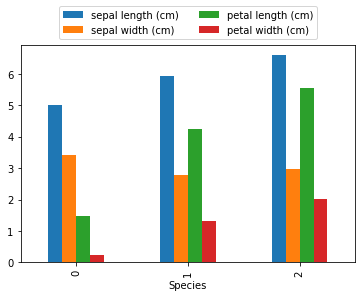 sepal length (cm) petal length (cm)
sepal width (cm) petal width (cm)
6
5
4
3
2
1
0
0 1 2
Species